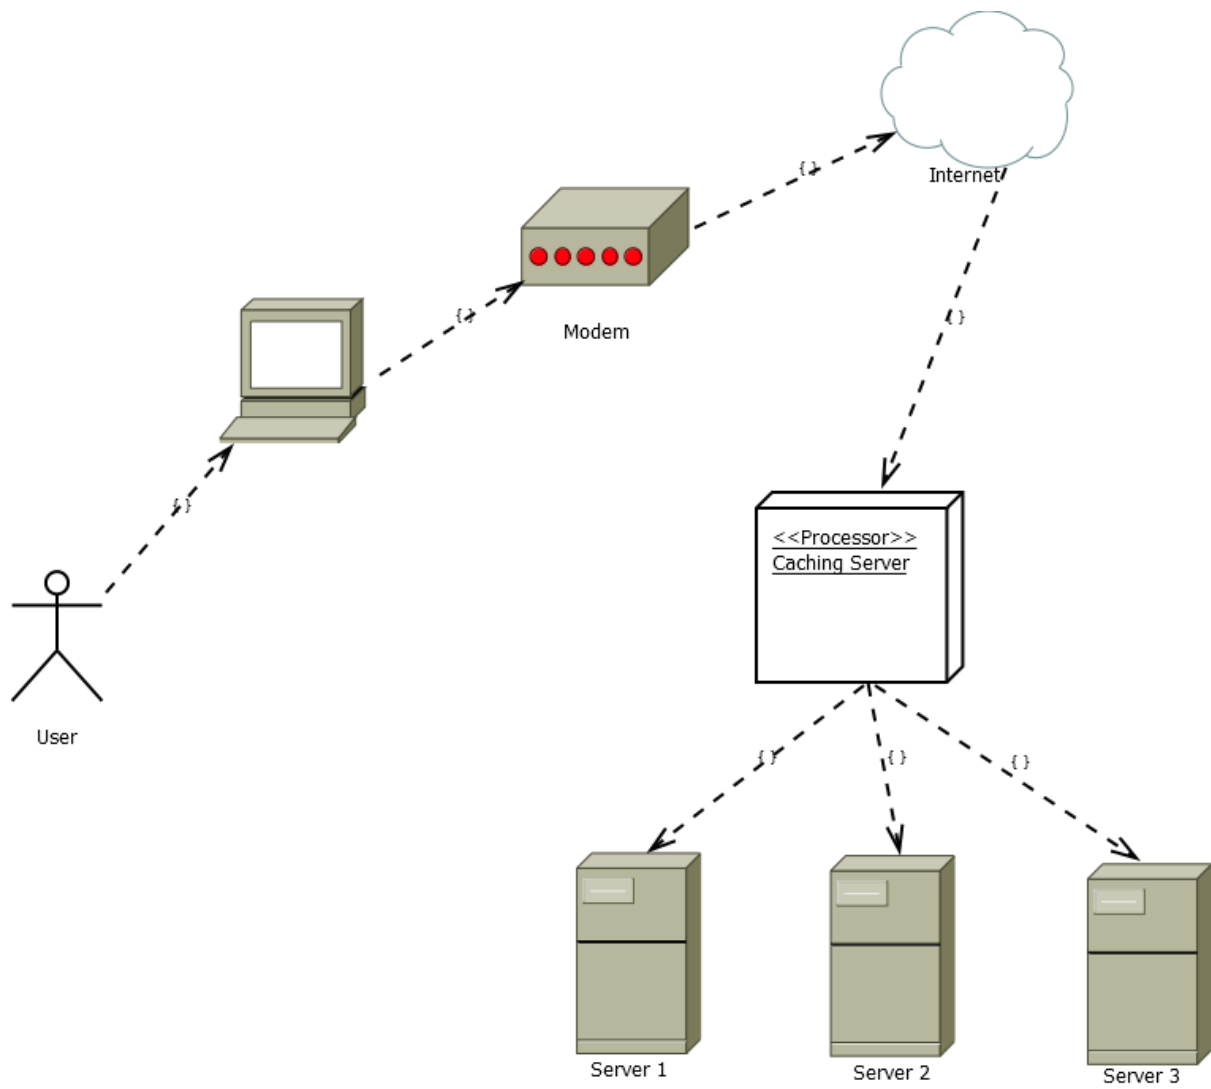 Internet
{ }
{ }
Modem
{ }
{ }
<<Processor>>
Caching Server
User
{ }
{ }
{ }
Server 1
Server 2
Server 3